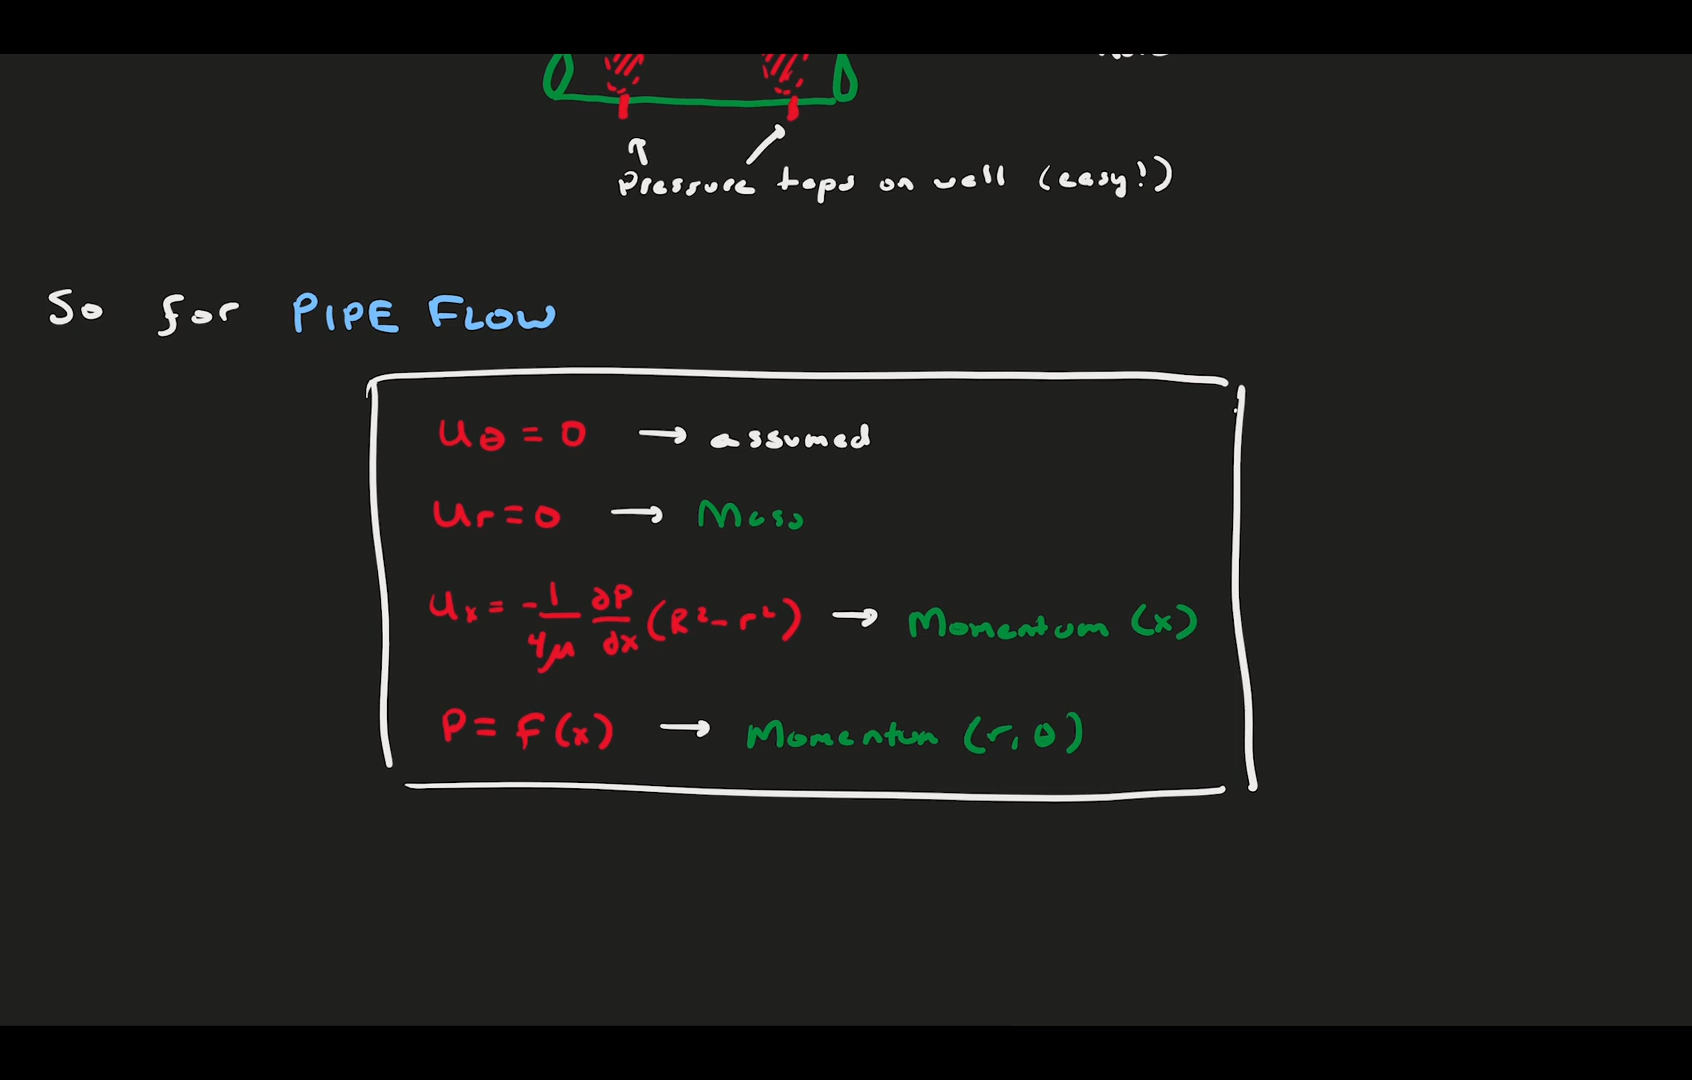 Pressure taps on wall (easy!)
So for PIPE FLOW
uθ = 0 → assumed
ur = 0 → Mass
ux = -1/4μ ∂P/dx (R² - r²) → Momentum (x)
P = F(x) → Momentum (r, θ)